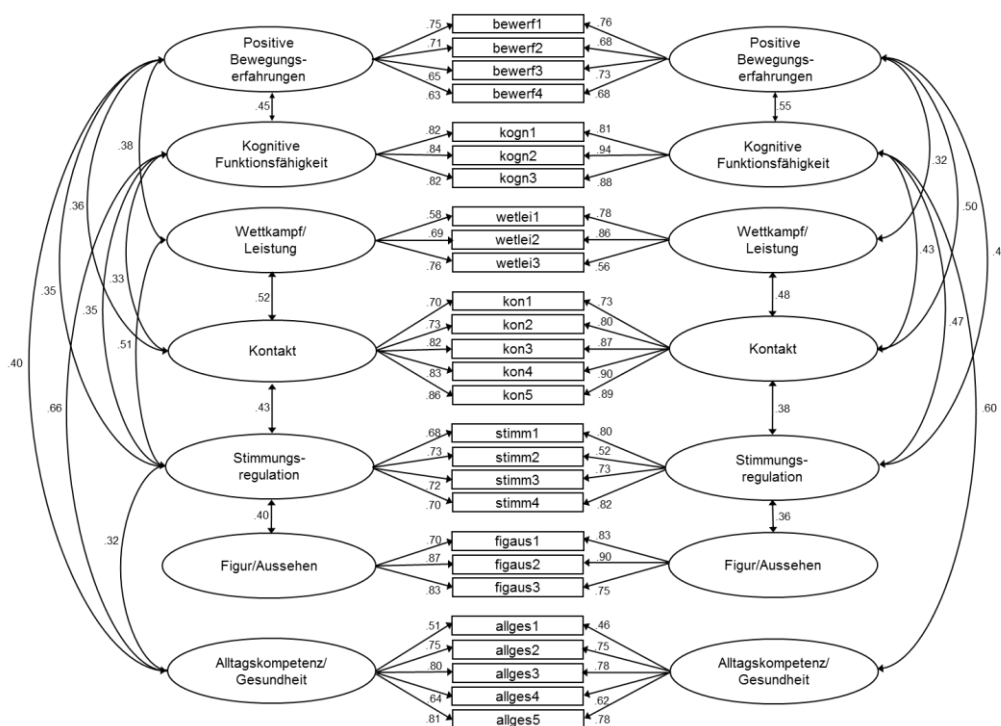 Positive
Bewegungs-
erfahrungen
.75
.71
.65
.63
bewerf1
bewerf2
bewerf3
bewerf4
.76
.68
.73
.68
Positive
Bewegungs-
erfahrungen
.45
.55
Kognitive
Funktionsfähigkeit
.82
.84
.82
kogn1
kogn2
kogn3
.81
.94
.88
Kognitive
Funktionsfähigkeit
.38
.32
.36
.50
Wettkampf/
Leistung
.58
.69
.76
wetlei1
wetlei2
wetlei3
.78
.86
.56
Wettkampf/
Leistung
.43
.4
.33
.35
.35
.52
.48
.51
.47
Kontakt
.70
.73
.82
.83
.86
kon1
kon2
kon3
kon4
kon5
.73
.80
.87
.90
.89
Kontakt
.40
.66
.60
.43
.38
Stimmungs-
regulation
.68
.73
.72
.70
stimm1
stimm2
stimm3
stimm4
.80
.52
.73
.82
Stimmungs-
regulation
.40
.36
.32
Figur/Aussehen
.70
.87
.83
figaus1
figaus2
figaus3
.83
.90
.75
Figur/Aussehen
Alltagskompetenz/
Gesundheit
.51
.75
.80
.64
.81
allges1
allges2
allges3
allges4
allges5
.46
.75
.78
.62
.78
Alltagskompetenz/
Gesundheit